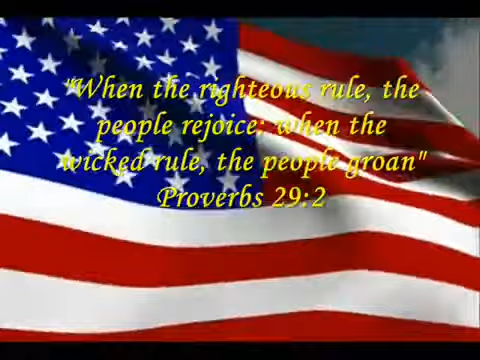 "When the righteous rule, the
people rejoice: when the
wicked rule, the people groan"
Proverbs 29:2